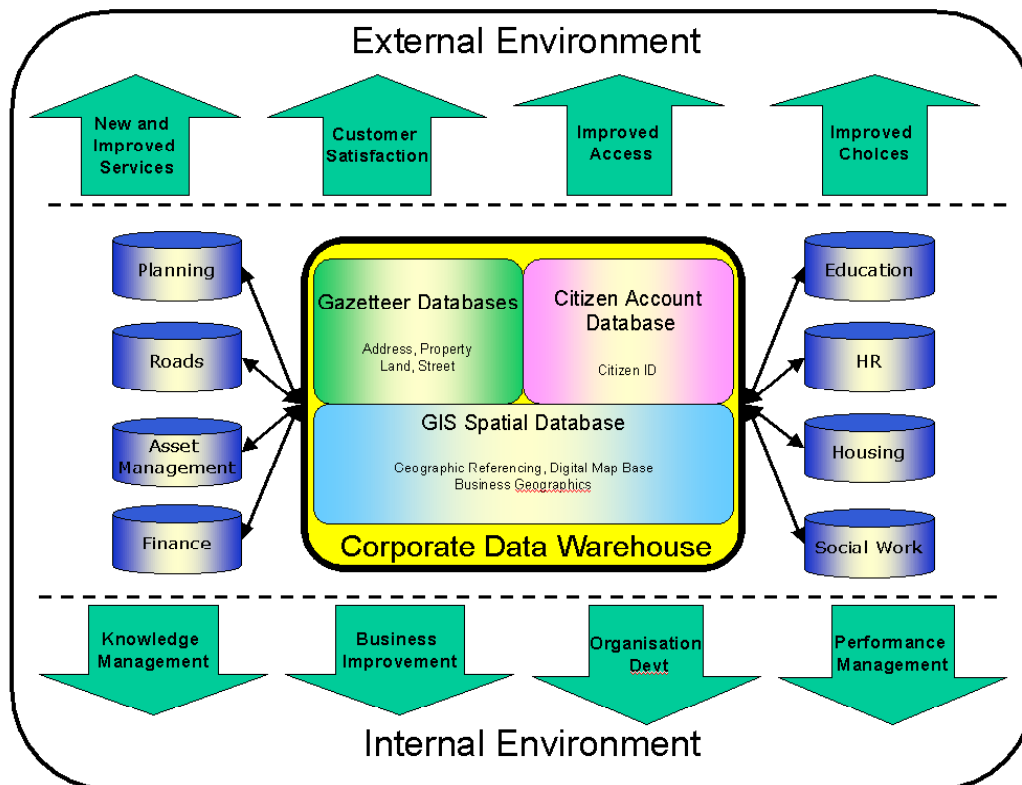 External Environment
New and
Improved
Services
Customer
Satisfaction
Improved
Access
Improved
Choices
Planning
Roads
Asset
Management
Finance
Gazetteer Databases
Address, Property
Land, Street
Citizen Account
Database
Citizen ID
GIS Spatial Database
Geographic Referencing, Digital Map Base
Business Geographics
Corporate Data Warehouse
Education
HR
Housing
Social Work
Knowledge
Management
Business
Improvement
Organisation
Devt
Performance
Management
Internal Environment